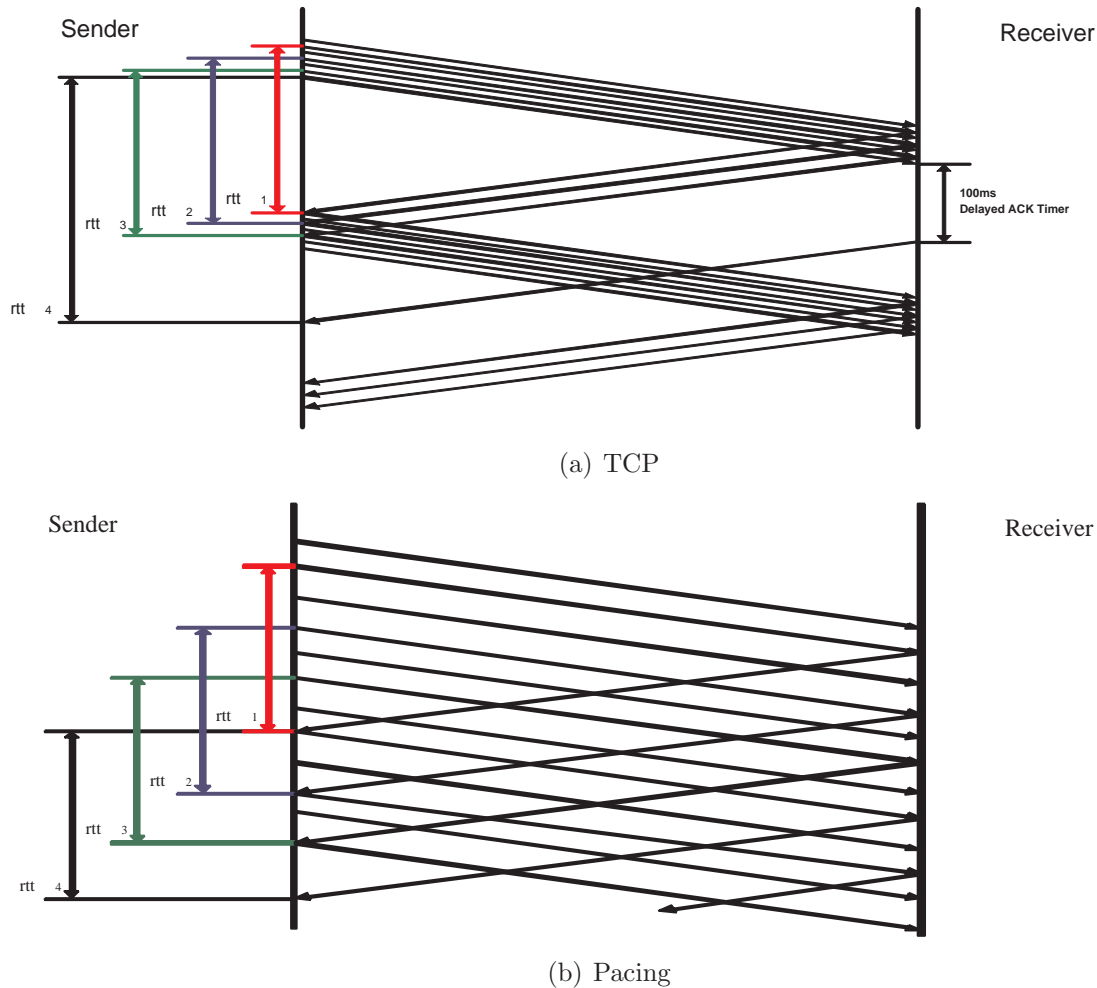 Sender
Receiver
100ms
Delayed ACK Timer
rtt 1
rtt 2
rtt 3
rtt 4
(a) TCP
Sender
Receiver
rtt 1
rtt 2
rtt 3
rtt 4
(b) Pacing